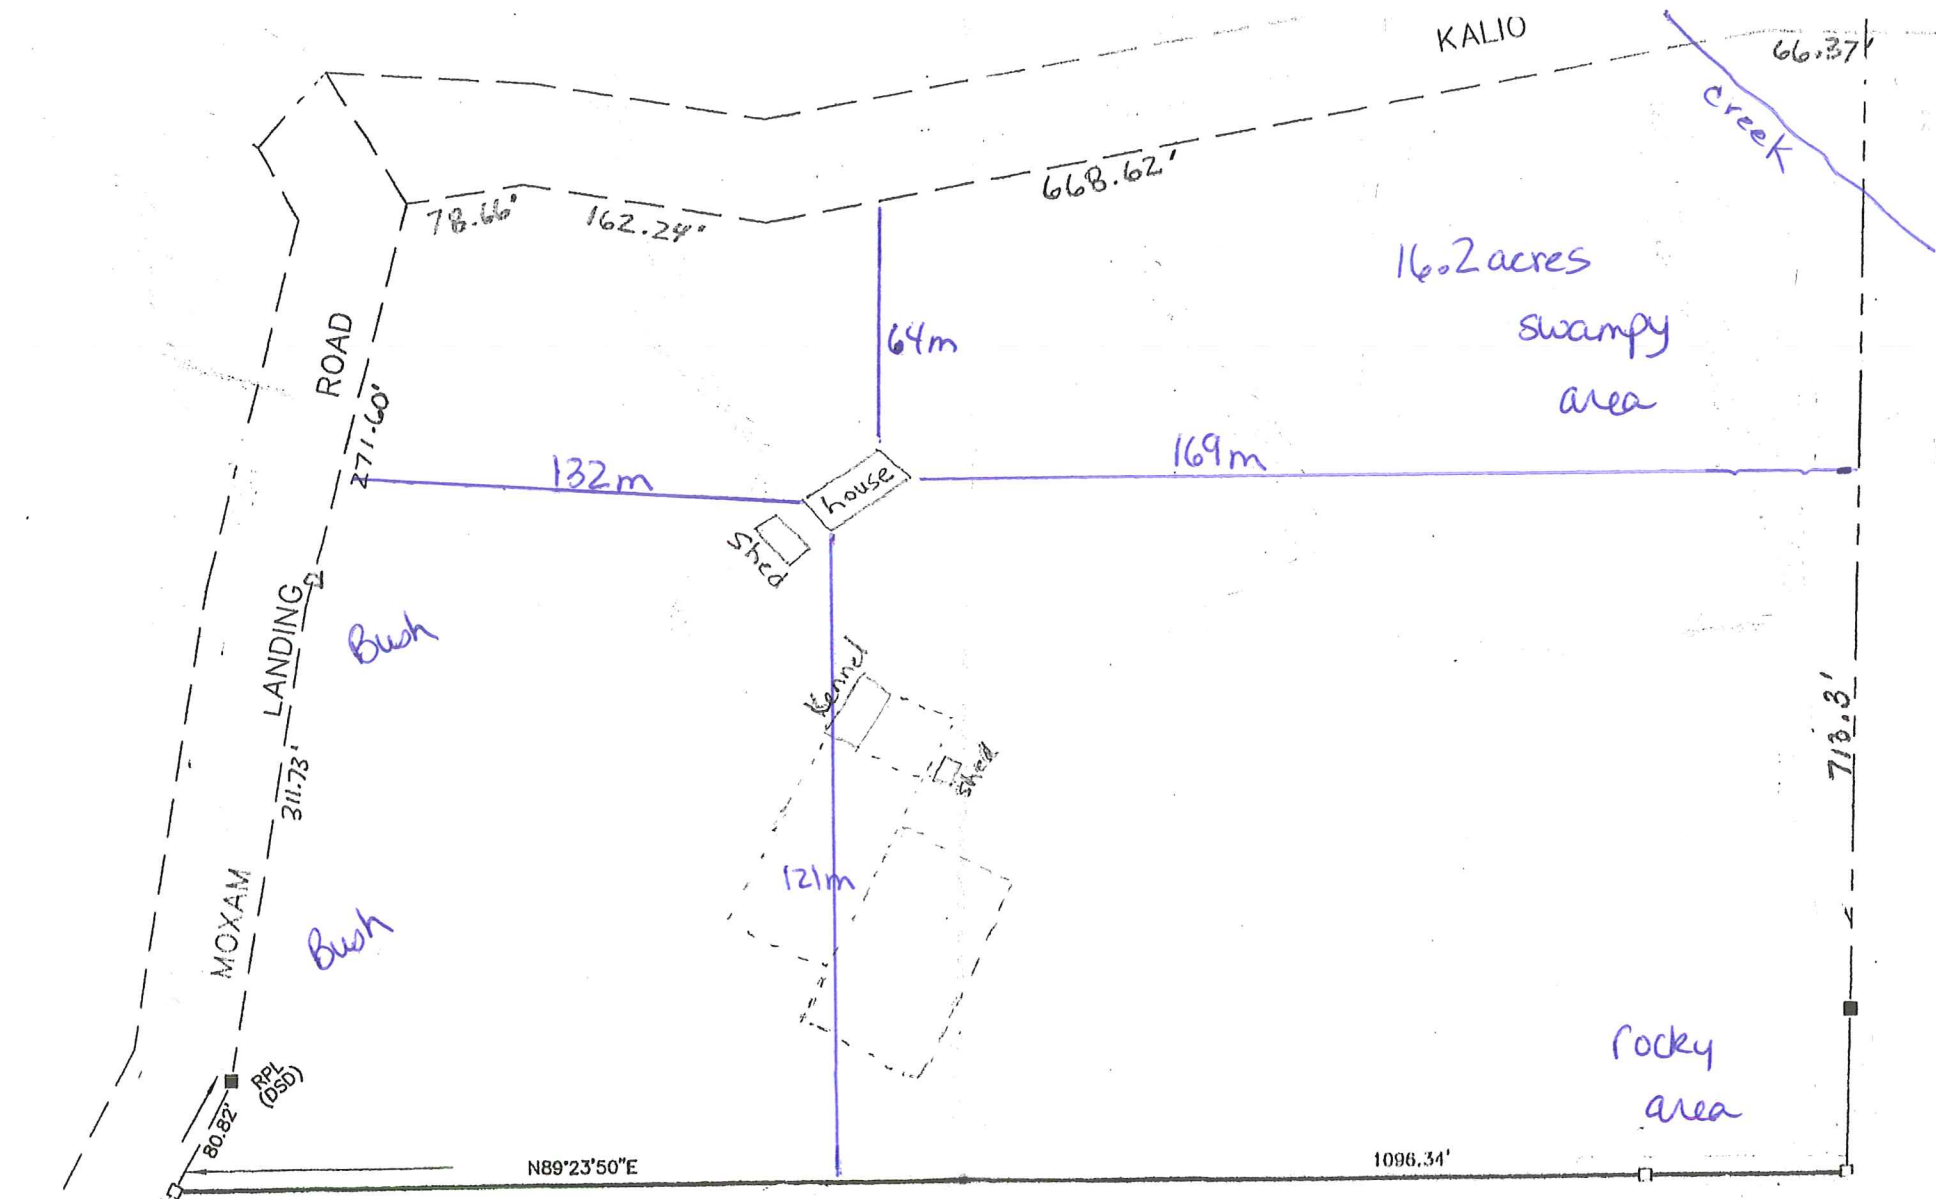 KALIO
66.37'
creek
668.62'
78.66'
162.24'
16.2 acres
swampy
area
ROAD
64m
271.60'
132m
169m
house
shed
LANDING
Bush
Kennel
shed
713.3'
311.73'
121m
MOXAM
Bush
rocky
area
RPL
(DSD)
80.82'
N89°23'50"E
1096.34'